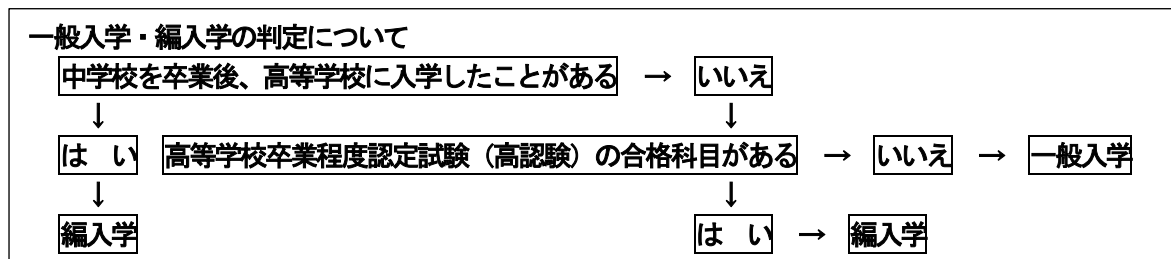 一般入学・編入学の判定について
中学校を卒業後、高等学校に入学したことがある → いいえ
↓ ↓
は い 高等学校卒業程度認定試験（高認験）の合格科目がある → いいえ → 一般入学
↓ ↓
編入学 は い → 編入学